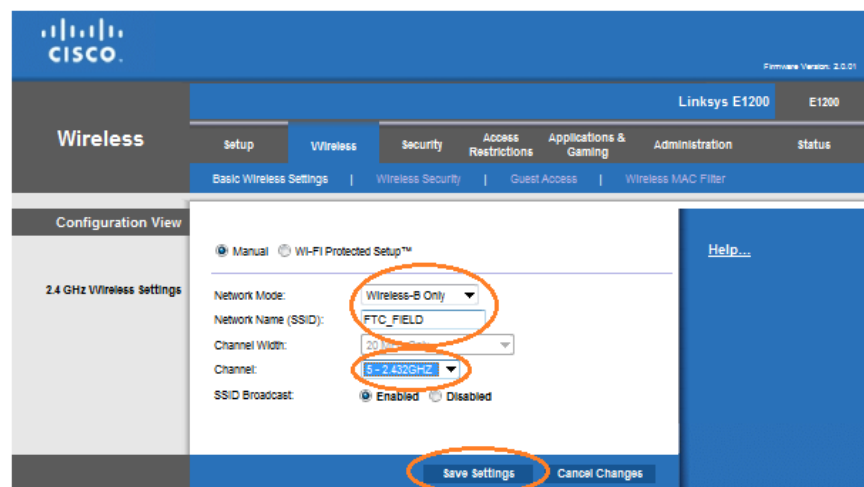 CISCO
Firmware Version: 2.0.01
Linksys E1200 E1200
Wireless
Setup Wireless Security Access Restrictions Applications & Gaming Administration Status
Basic Wireless Settings | Wireless Security | Guest Access | Wireless MAC Filter
Configuration View
Manual Wi-Fi Protected Setup™
Help...
2.4 GHz Wireless Settings
Network Mode: Wireless-B Only
Network Name (SSID): FTC_FIELD
Channel Width: 20
Channel: 5 - 2.432GHZ
SSID Broadcast: Enabled Disabled
Save Settings Cancel Changes